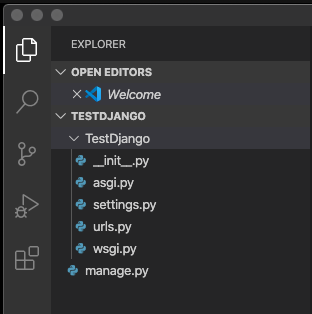 EXPLORER
OPEN EDITORS
Welcome
TESTDJANGO
TestDjango
__init__.py
asgi.py
settings.py
urls.py
wsgi.py
manage.py